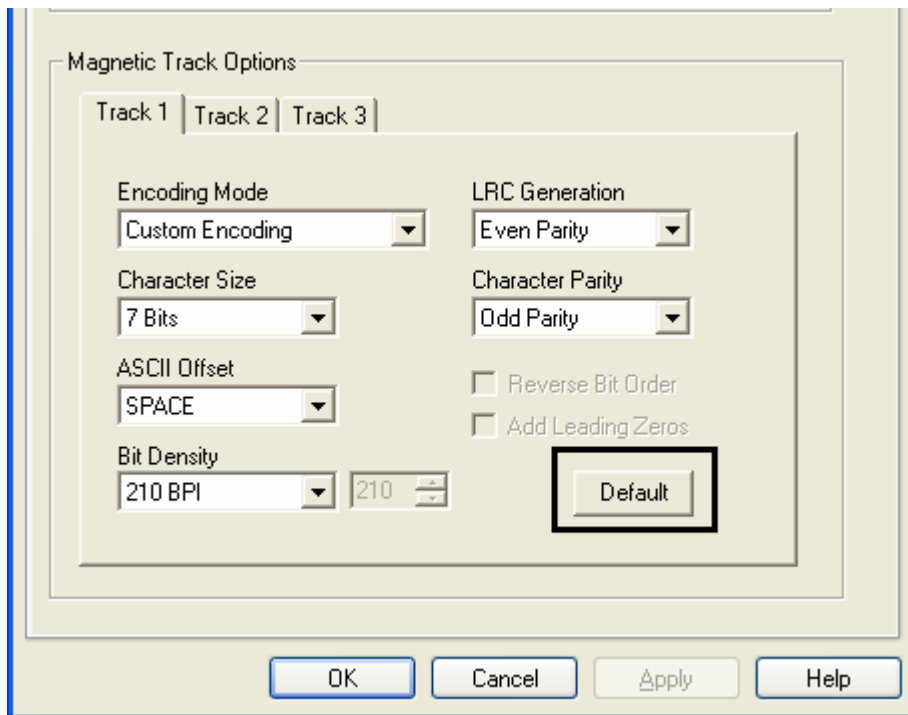 Magnetic Track Options
Track 1 Track 2 Track 3
Encoding Mode LRC Generation
Custom Encoding Even Parity
Character Size Character Parity
7 Bits Odd Parity
ASCII Offset
SPACE
Reverse Bit Order
Add Leading Zeros
Bit Density
210 BPI 210 Default
OK Cancel Apply Help